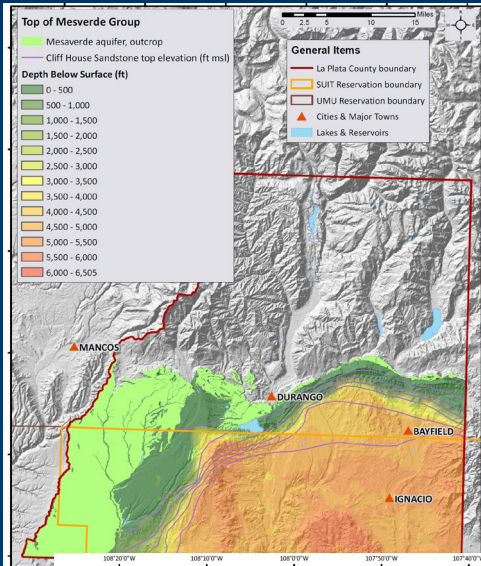 Top of Mesverde Group
Mesaverde aquifer, outcrop
Cliff House Sandstone top elevation (ft msl)
Depth Below Surface (ft)
0 - 500
500 - 1,000
1,000 - 1,500
1,500 - 2,000
2,000 - 2,500
2,500 - 3,000
3,000 - 3,500
3,500 - 4,000
4,000 - 4,500
4,500 - 5,000
5,000 - 5,500
5,500 - 6,000
6,000 - 6,505
0 2.5 5 10 15 Miles
General Items
La Plata County boundary
SUIT Reservation boundary
UMU Reservation boundary
Cities & Major Towns
Lakes & Reservoirs
MANCOS
DURANGO
BAYFIELD
IGNACIO
108°20'0"W 108°10'0"W 108°0'0"W 107°50'0"W 107°40'0"W